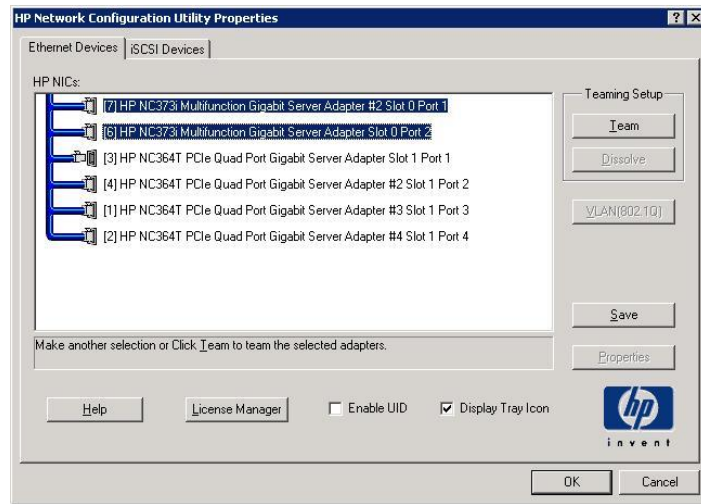 HP Network Configuration Utility Properties
Ethernet Devices
iSCSI Devices
HP NICs:
[7] HP NC373i Multifunction Gigabit Server Adapter #2 Slot 0 Port 1
[6] HP NC373i Multifunction Gigabit Server Adapter Slot 0 Port 2
[3] HP NC364T PCIe Quad Port Gigabit Server Adapter Slot 1 Port 1
[4] HP NC364T PCIe Quad Port Gigabit Server Adapter #2 Slot 1 Port 2
[1] HP NC364T PCIe Quad Port Gigabit Server Adapter #3 Slot 1 Port 3
[2] HP NC364T PCIe Quad Port Gigabit Server Adapter #4 Slot 1 Port 4
Teaming Setup
Team
Dissolve
VLAN(802.1Q)
Save
Make another selection or Click Team to team the selected adapters.
Properties
Help
License Manager
Enable UID
Display Tray Icon
hp
invent
OK
Cancel